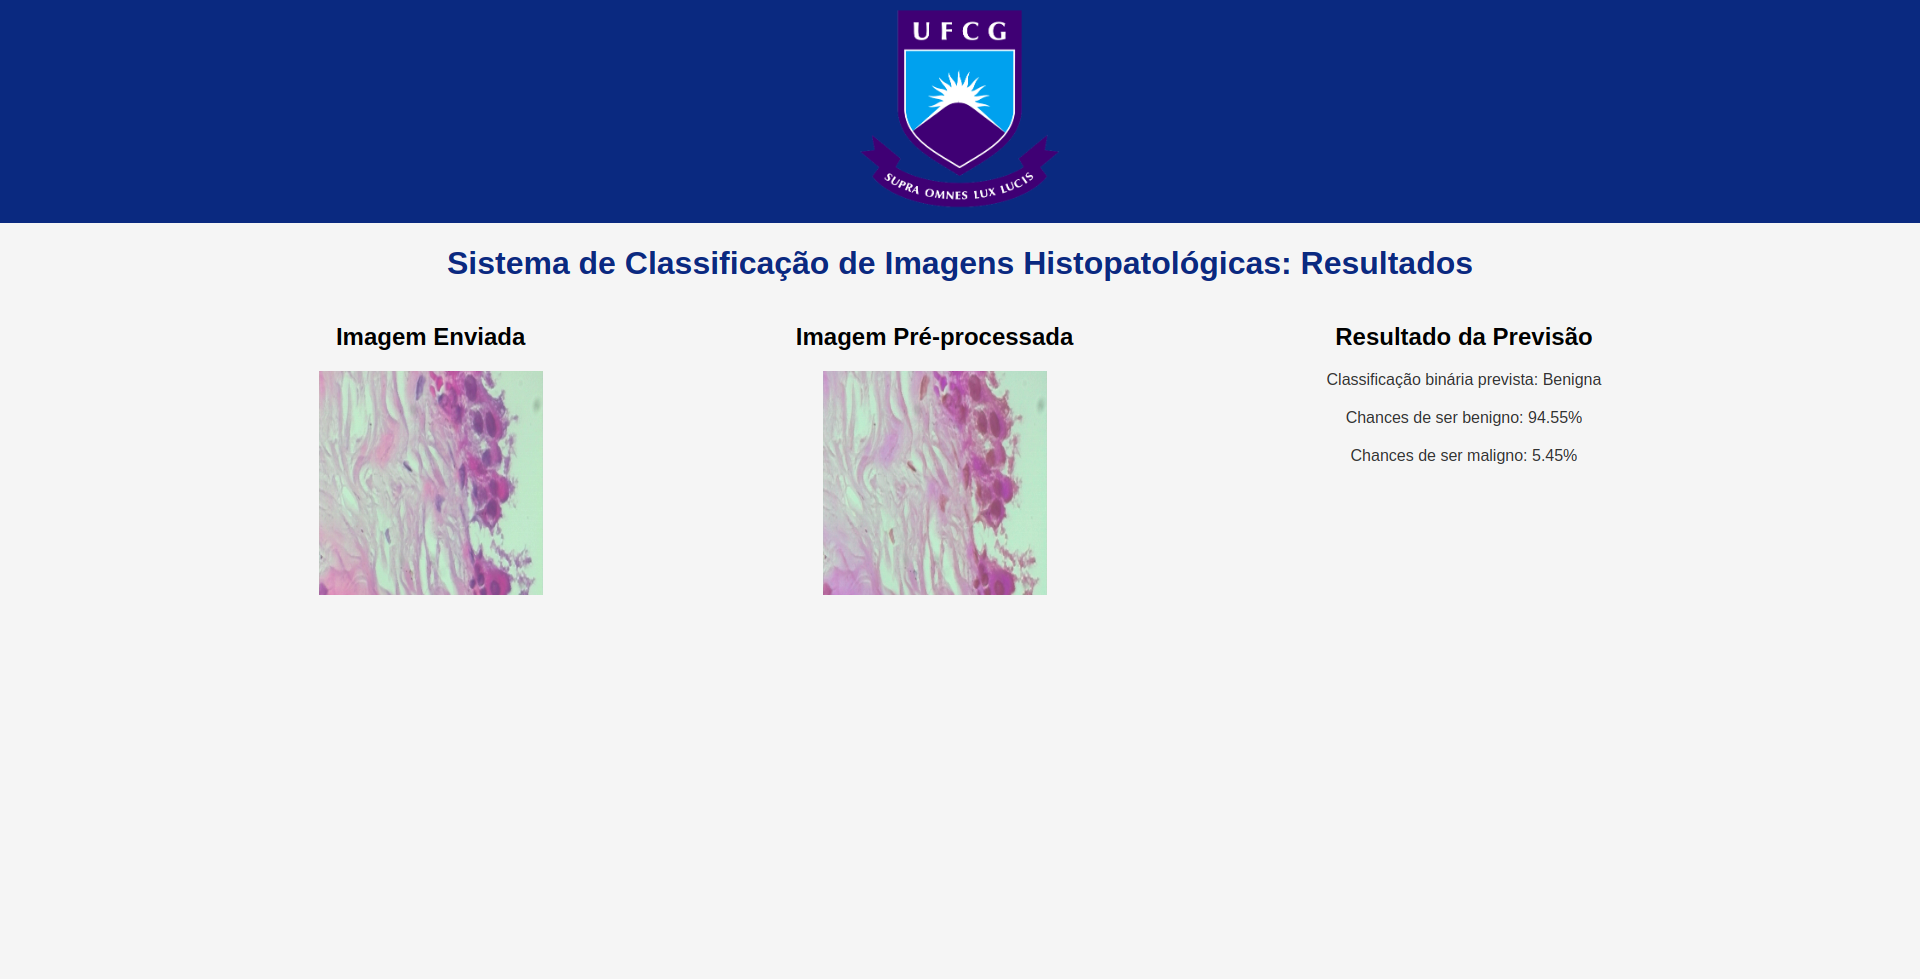 UFCG
SUPRA OMNES LUX LUCIS
Sistema de Classificação de Imagens Histopatológicas: Resultados
Imagem Enviada
Imagem Pré-processada
Resultado da Previsão
Classificação binária prevista: Benigna
Chances de ser benigno: 94.55%
Chances de ser maligno: 5.45%